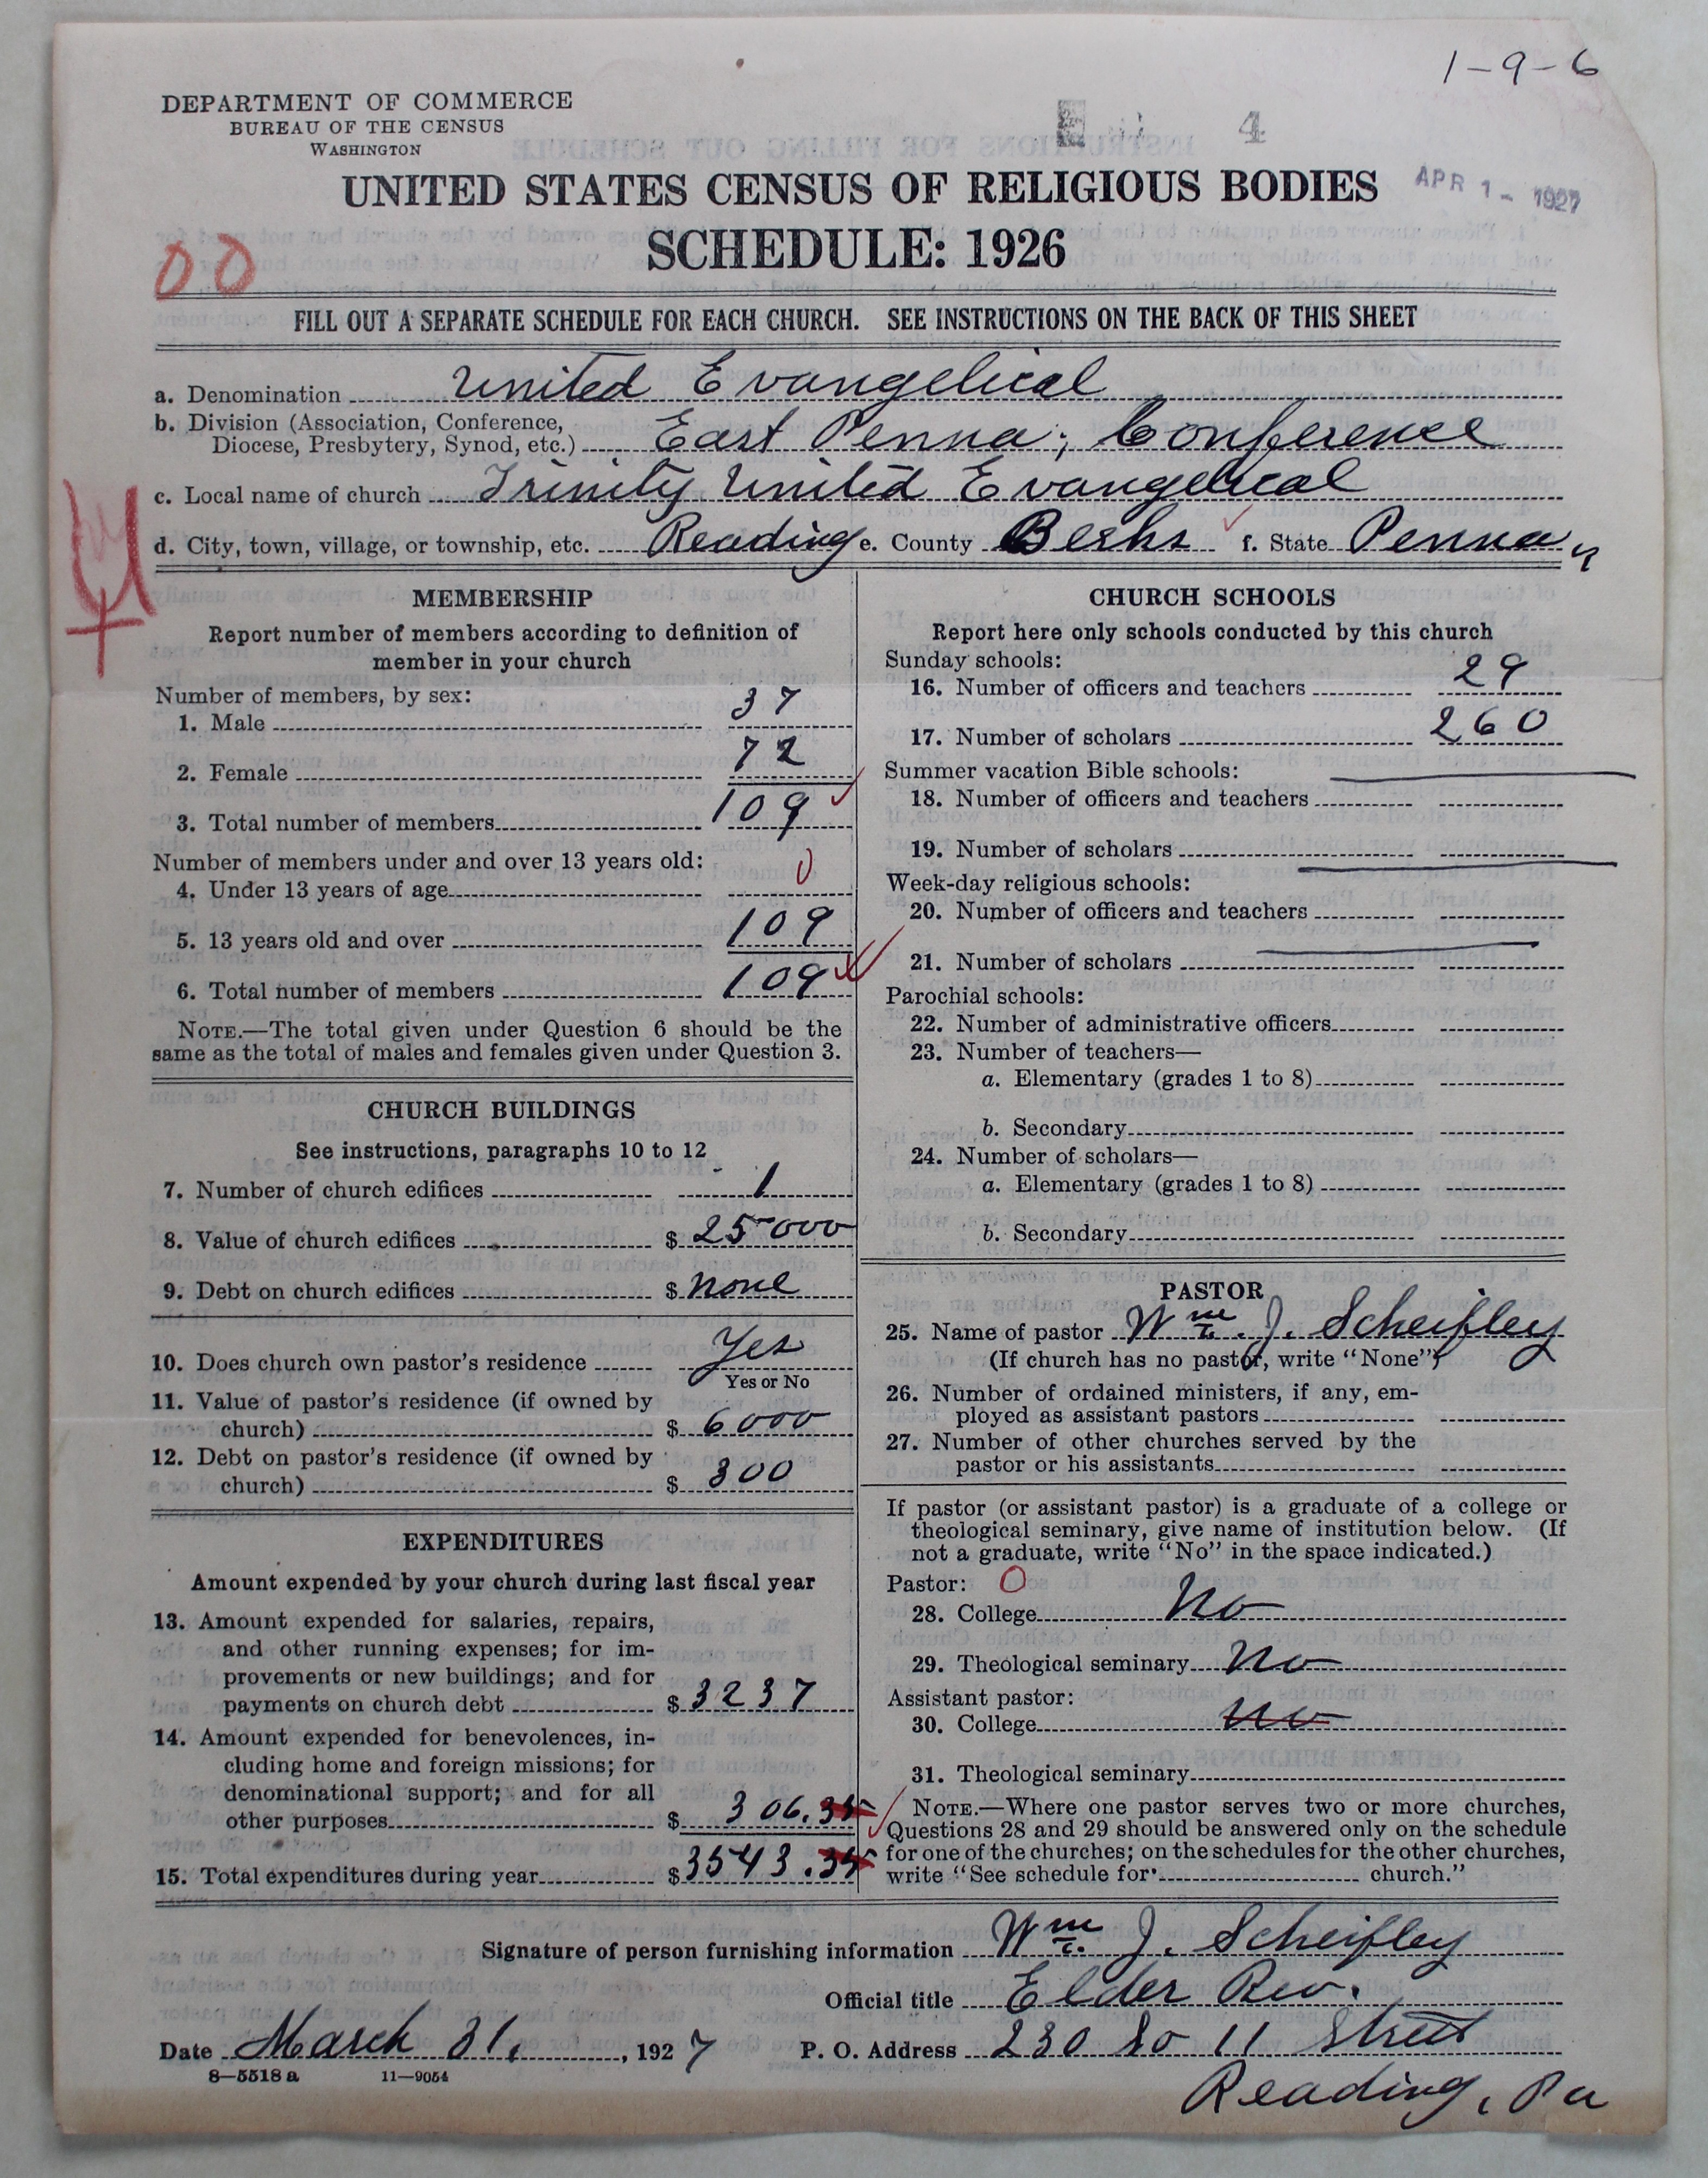 1-9-6
DEPARTMENT OF COMMERCE
BUREAU OF THE CENSUS
WASHINGTON
4
UNITED STATES CENSUS OF RELIGIOUS BODIES
APR 1 - 1927
SCHEDULE: 1926
00
FILL OUT A SEPARATE SCHEDULE FOR EACH CHURCH. SEE INSTRUCTIONS ON THE BACK OF THIS SHEET
a. Denomination United Evangelical
b. Division (Association, Conference,
Diocese, Presbytery, Synod, etc.) East Penna; Conference
c. Local name of church Trinity United Evangelical
d. City, town, village, or township, etc. Reading e. County Berks f. State Penna
MEMBERSHIP
Report number of members according to definition of
member in your church
Number of members, by sex:
1. Male 37
2. Female 72
3. Total number of members 109
Number of members under and over 13 years old:
4. Under 13 years of age 0
5. 13 years old and over 109
6. Total number of members 109
NOTE.—The total given under Question 6 should be the
same as the total of males and females given under Question 3.
CHURCH BUILDINGS
See instructions, paragraphs 10 to 12
7. Number of church edifices 1
8. Value of church edifices $ 25000
9. Debt on church edifices $ none
10. Does church own pastor's residence Yes
Yes or No
11. Value of pastor's residence (if owned by
church) $ 6000
12. Debt on pastor's residence (if owned by
church) $ 300
EXPENDITURES
Amount expended by your church during last fiscal year
13. Amount expended for salaries, repairs,
and other running expenses; for im-
provements or new buildings; and for
payments on church debt $ 3237
14. Amount expended for benevolences, in-
cluding home and foreign missions; for
denominational support; and for all
other purposes $ 306.35
15. Total expenditures during year $ 3543.35
CHURCH SCHOOLS
Report here only schools conducted by this church
Sunday schools:
16. Number of officers and teachers 29
17. Number of scholars 260
Summer vacation Bible schools:
18. Number of officers and teachers
19. Number of scholars
Week-day religious schools:
20. Number of officers and teachers
21. Number of scholars
Parochial schools:
22. Number of administrative officers
23. Number of teachers—
a. Elementary (grades 1 to 8)
b. Secondary
24. Number of scholars—
a. Elementary (grades 1 to 8)
b. Secondary
PASTOR
25. Name of pastor Wm. J. Scheifley
(If church has no pastor, write "None")
26. Number of ordained ministers, if any, em-
ployed as assistant pastors
27. Number of other churches served by the
pastor or his assistants
If pastor (or assistant pastor) is a graduate of a college or
theological seminary, give name of institution below. (If
not a graduate, write "No" in the space indicated.)
Pastor: O
28. College No
29. Theological seminary No
Assistant pastor:
30. College No
31. Theological seminary
NOTE.—Where one pastor serves two or more churches,
Questions 28 and 29 should be answered only on the schedule
for one of the churches; on the schedules for the other churches,
write "See schedule for church."
Signature of person furnishing information Wm. J. Scheifley
Official title Elder Rev.
Date March 31, 1927 P. O. Address 230 So 11 Street
8—5518 a 11—9054
Reading, Pa